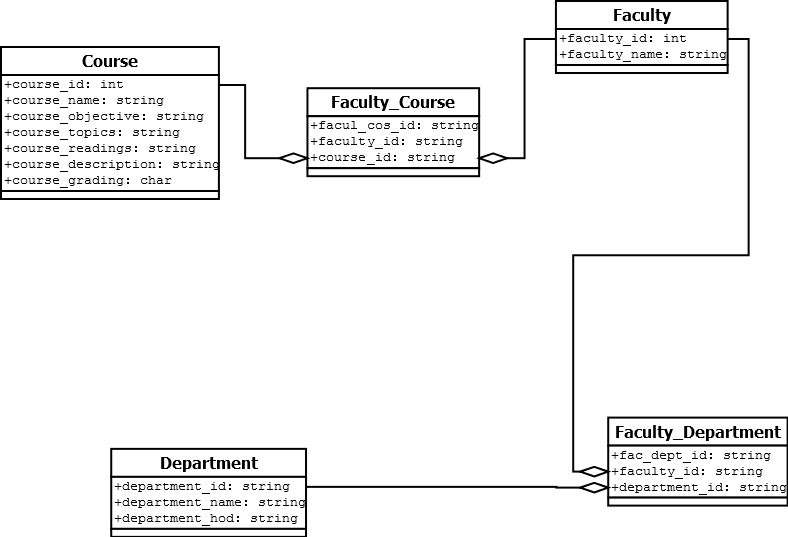 Faculty
+faculty_id: int
+faculty_name: string
Course
+course_id: int
+course_name: string
+course_objective: string
+course_topics: string
+course_readings: string
+course_description: string
+course_grading: char
Faculty_Course
+facul_cos_id: string
+faculty_id: string
+course_id: string
Faculty_Department
+fac_dept_id: string
+faculty_id: string
+department_id: string
Department
+department_id: string
+department_name: string
+department_hod: string